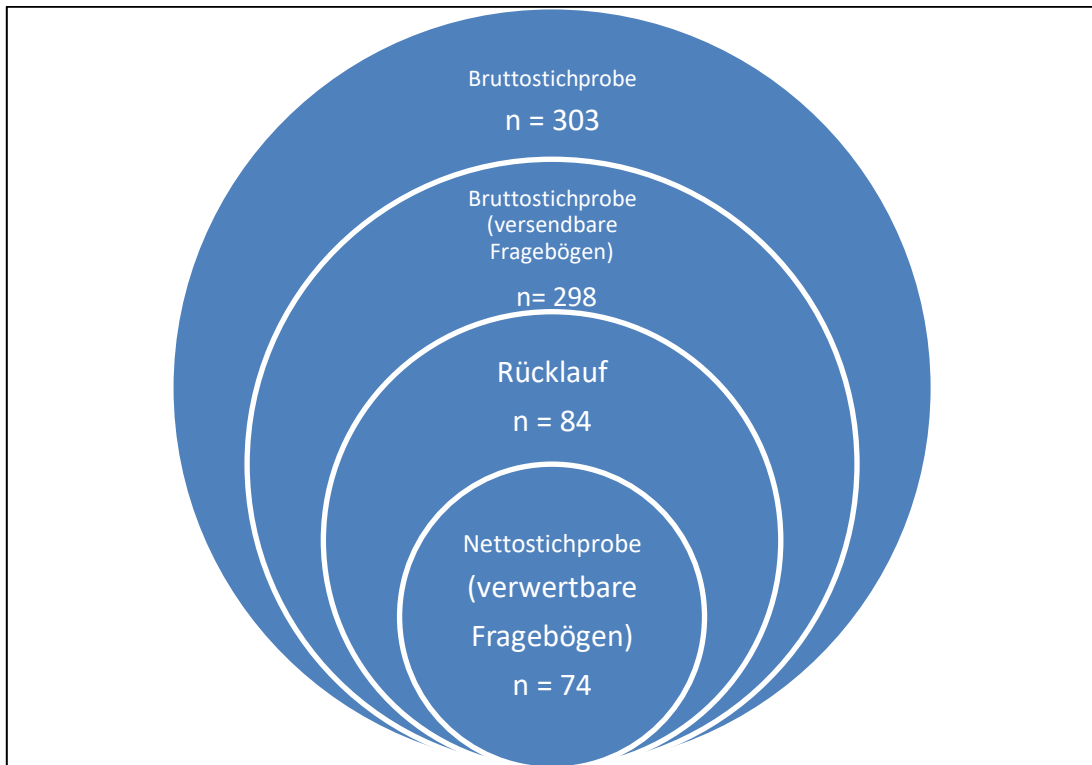 Bruttostichprobe
n = 303
Bruttostichprobe
(versendbare
Fragebögen)
n= 298
Rücklauf
n = 84
Nettostichprobe
(verwertbare
Fragebögen)
n = 74